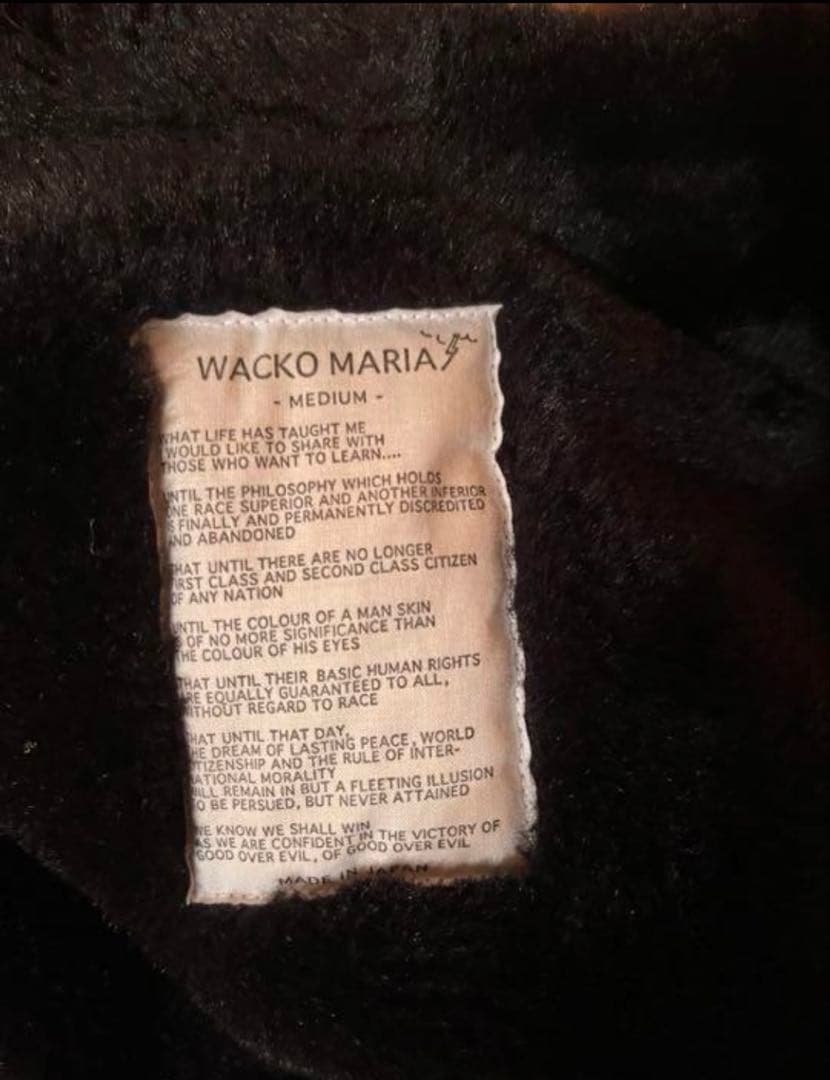 WACKO MARIA
- MEDIUM -
WHAT LIFE HAS TAUGHT ME
WOULD LIKE TO SHARE WITH
THOSE WHO WANT TO LEARN....
UNTIL THE PHILOSOPHY WHICH HOLDS
ONE RACE SUPERIOR AND ANOTHER INFERIOR
IS FINALLY AND PERMANENTLY DISCREDITED
AND ABANDONED
THAT UNTIL THERE ARE NO LONGER
FIRST CLASS AND SECOND CLASS CITIZEN
OF ANY NATION
UNTIL THE COLOUR OF A MAN SKIN
IS OF NO MORE SIGNIFICANCE THAN
THE COLOUR OF HIS EYES
THAT UNTIL THEIR BASIC HUMAN RIGHTS
ARE EQUALLY GUARANTEED TO ALL,
WITHOUT REGARD TO RACE
THAT UNTIL THAT DAY,
THE DREAM OF LASTING PEACE, WORLD
CITIZENSHIP AND THE RULE OF INTER-
NATIONAL MORALITY
WILL REMAIN IN BUT A FLEETING ILLUSION
TO BE PERSUED, BUT NEVER ATTAINED
WE KNOW WE SHALL WIN
AS WE ARE CONFIDENT IN THE VICTORY OF
GOOD OVER EVIL, OF GOOD OVER EVIL
MADE IN JAPAN